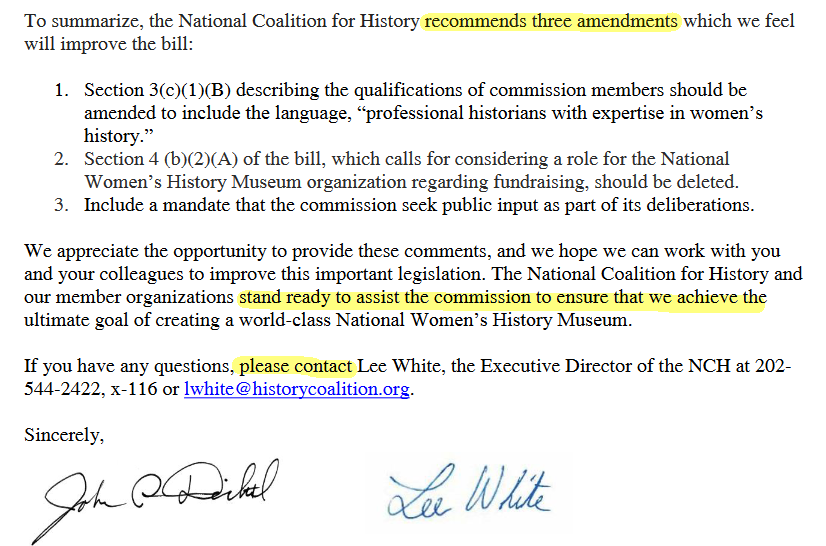 To summarize, the National Coalition for History recommends three amendments which we feel
will improve the bill:
1. Section 3(c)(1)(B) describing the qualifications of commission members should be
amended to include the language, “professional historians with expertise in women’s
history.”
2. Section 4 (b)(2)(A) of the bill, which calls for considering a role for the National
Women’s History Museum organization regarding fundraising, should be deleted.
3. Include a mandate that the commission seek public input as part of its deliberations.
We appreciate the opportunity to provide these comments, and we hope we can work with you
and your colleagues to improve this important legislation. The National Coalition for History and
our member organizations stand ready to assist the commission to ensure that we achieve the
ultimate goal of creating a world-class National Women’s History Museum.
If you have any questions, please contact Lee White, the Executive Director of the NCH at 202-
544-2422, x-116 or lwhite@historycoalition.org.
Sincerely,
John Lee White